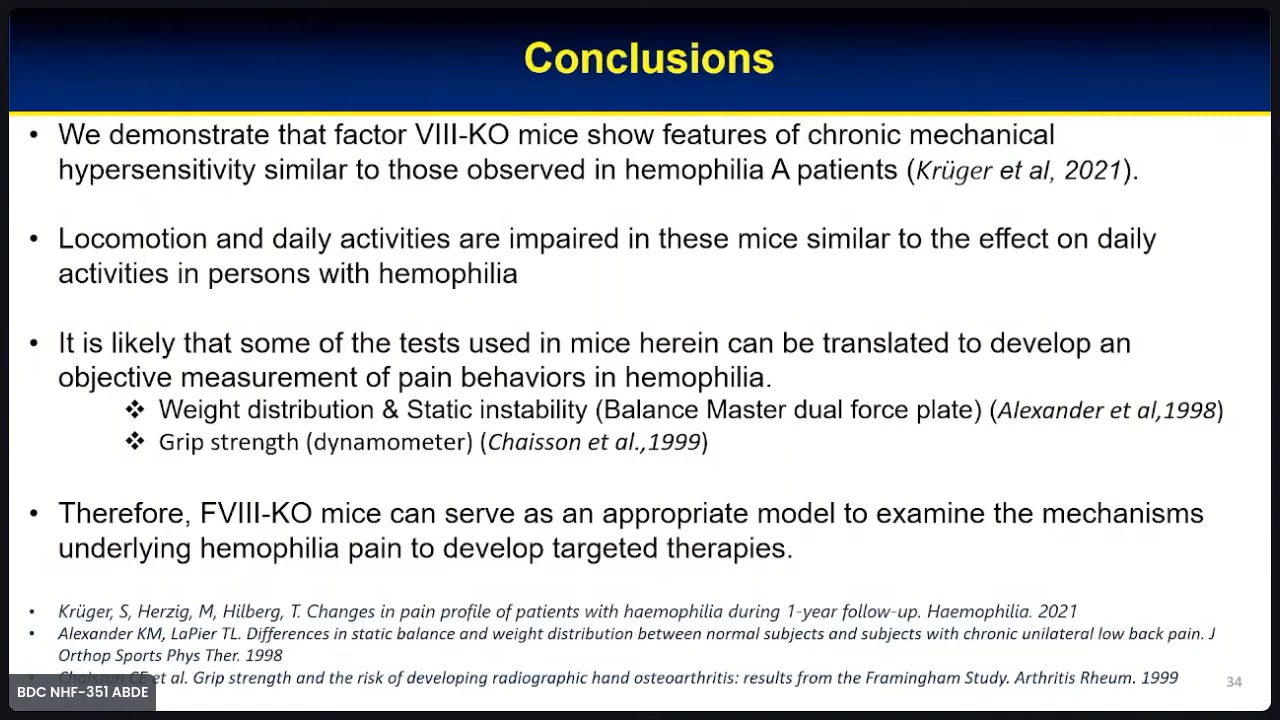 Conclusions
• We demonstrate that factor VIII-KO mice show features of chronic mechanical
hypersensitivity similar to those observed in hemophilia A patients (Krüger et al, 2021).
• Locomotion and daily activities are impaired in these mice similar to the effect on daily
activities in persons with hemophilia
• It is likely that some of the tests used in mice herein can be translated to develop an
objective measurement of pain behaviors in hemophilia.
❖ Weight distribution & Static instability (Balance Master dual force plate) (Alexander et al,1998)
❖ Grip strength (dynamometer) (Chaisson et al.,1999)
• Therefore, FVIII-KO mice can serve as an appropriate model to examine the mechanisms
underlying hemophilia pain to develop targeted therapies.
• Krüger, S, Herzig, M, Hilberg, T. Changes in pain profile of patients with haemophilia during 1-year follow-up. Haemophilia. 2021
• Alexander KM, LaPier TL. Differences in static balance and weight distribution between normal subjects and subjects with chronic unilateral low back pain. J
Orthop Sports Phys Ther. 1998
• Chaisson CE et al. Grip strength and the risk of developing radiographic hand osteoarthritis: results from the Framingham Study. Arthritis Rheum. 1999
34
BDC NHF-351 ABDE